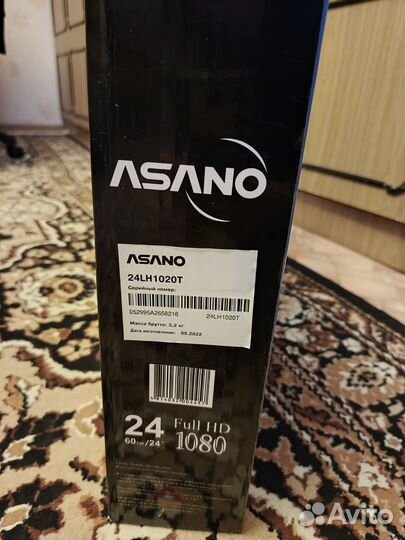 ASANO
ASANO
24LH1020T
Серийный номер:
052995A2658216 24LH1020T
Масса брутто: 3,2 кг
Дата изготовления: 05.2022
24 Full HD
60см/24" 1080
Avito